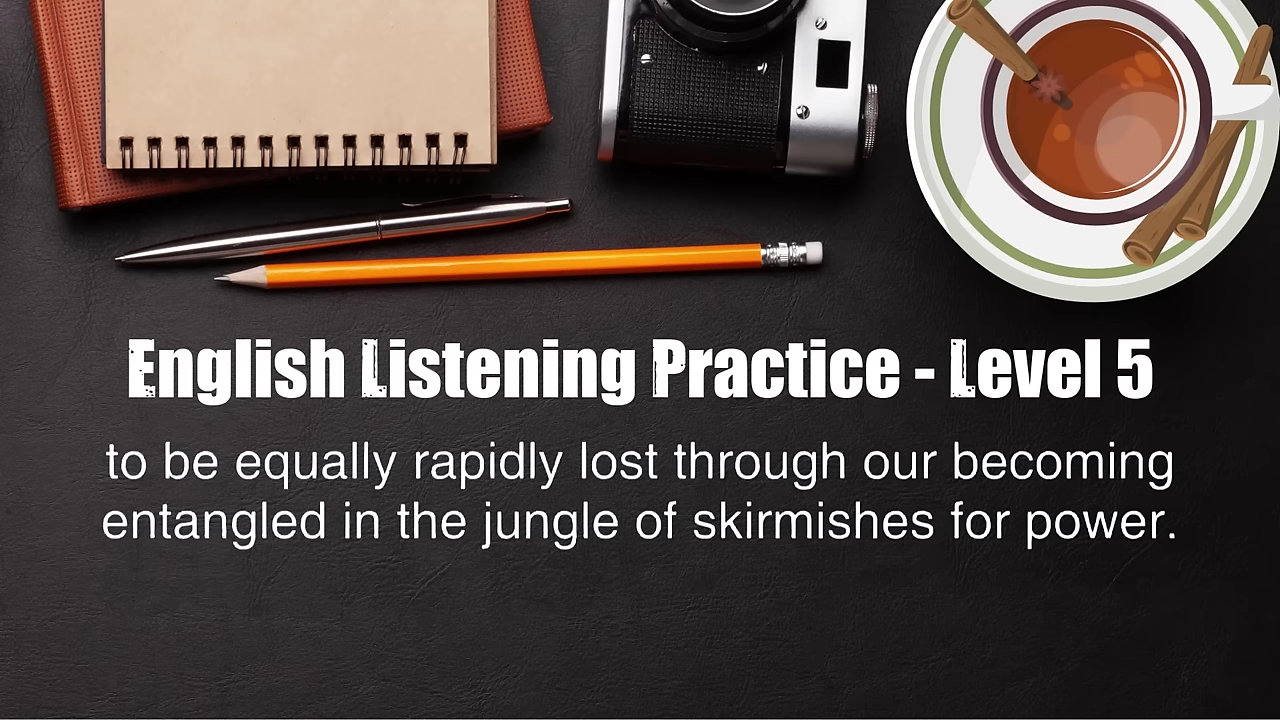 English Listening Practice - Level 5
to be equally rapidly lost through our becoming
entangled in the jungle of skirmishes for power.